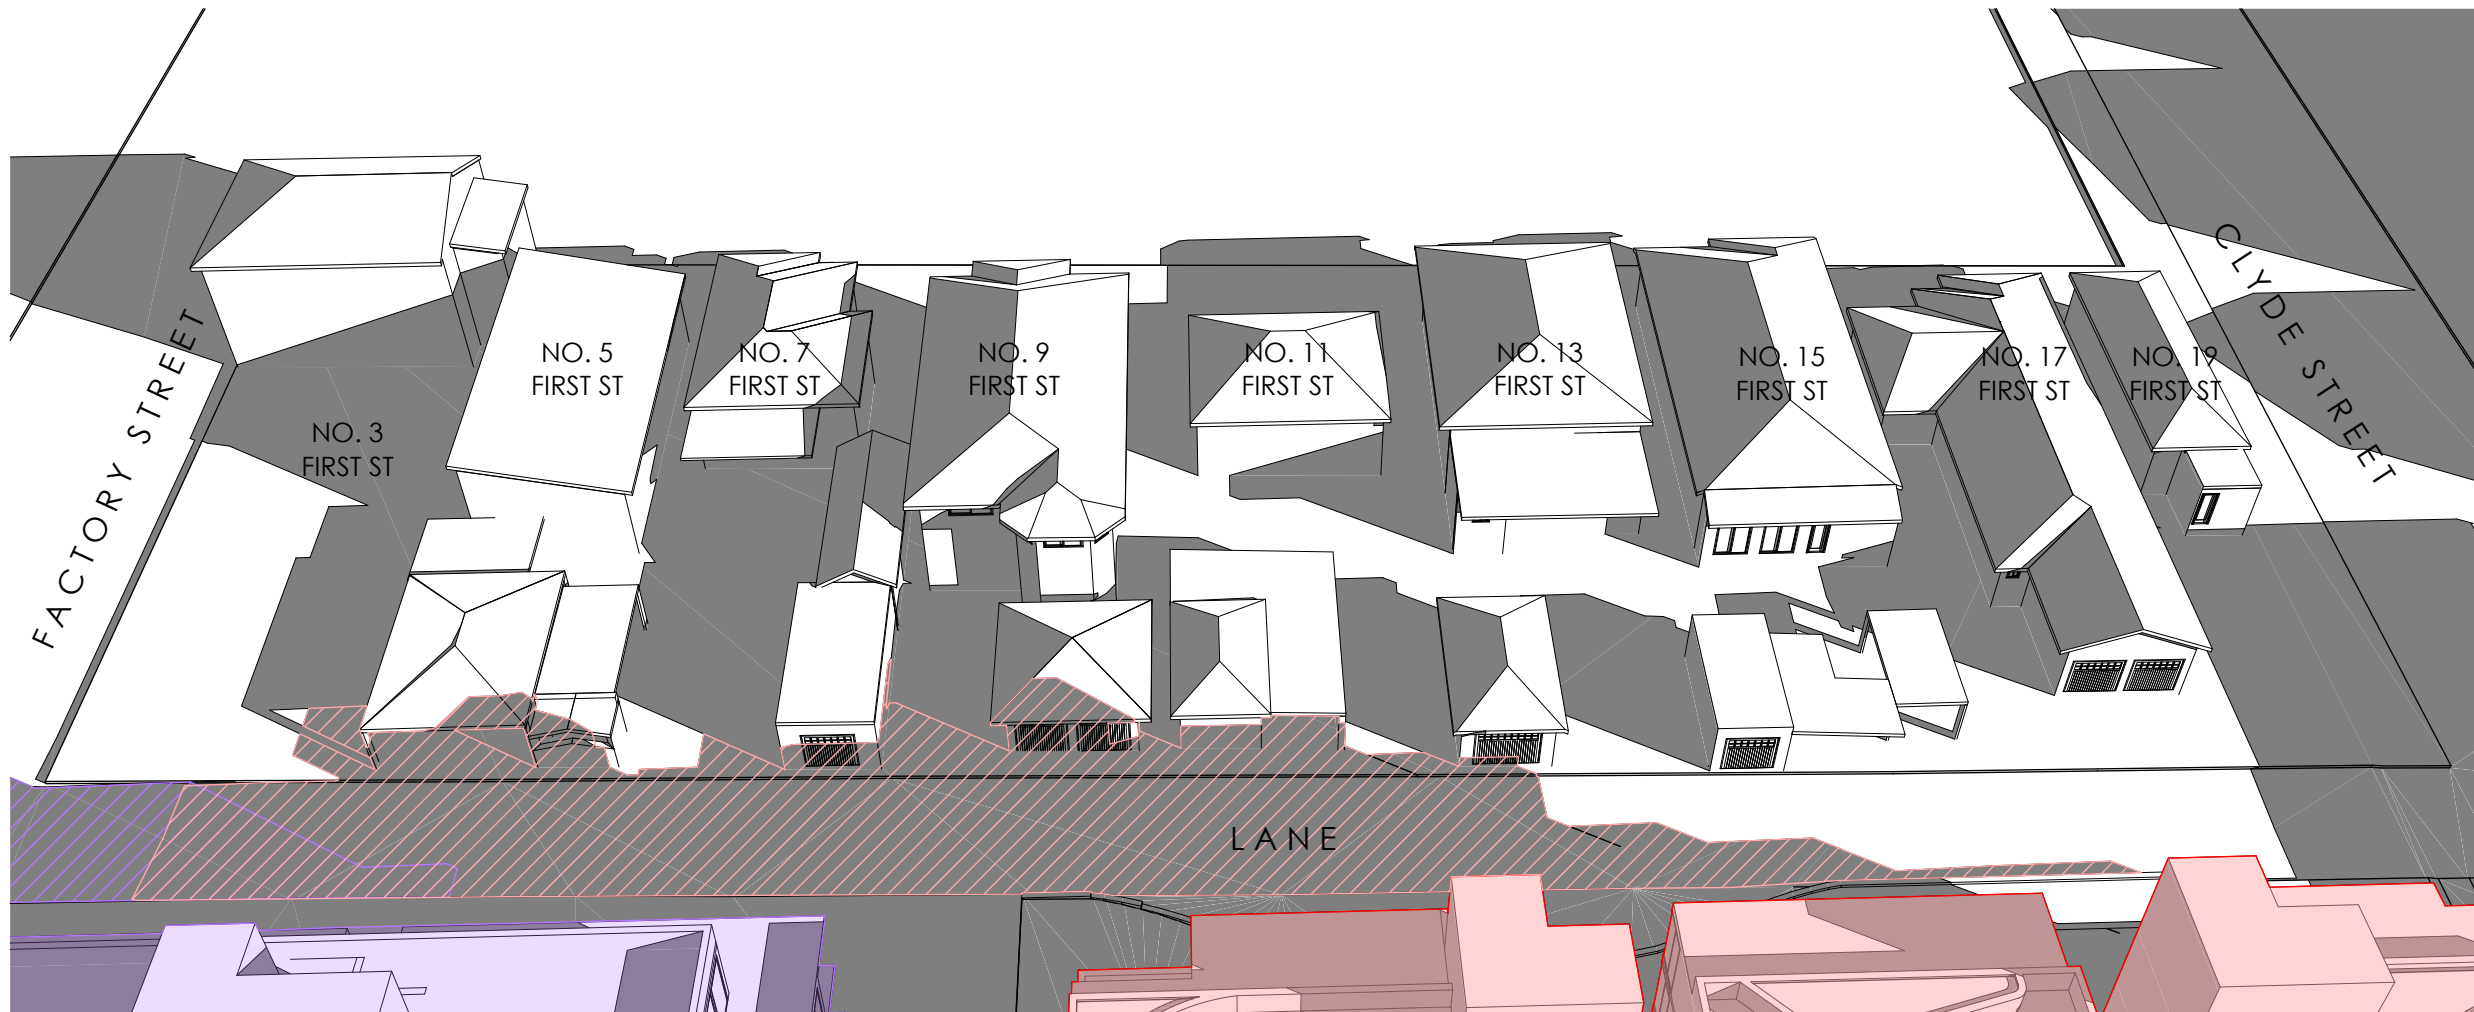 NO. 5
FIRST ST
NO. 7
FIRST ST
NO. 9
FIRST ST
NO. 11
FIRST ST
NO. 13
FIRST ST
NO. 15
FIRST ST
NO. 17
FIRST ST
NO. 19
FIRST ST
NO. 3
FIRST ST
FACTORY STREET
CLYDE STREET
LANE